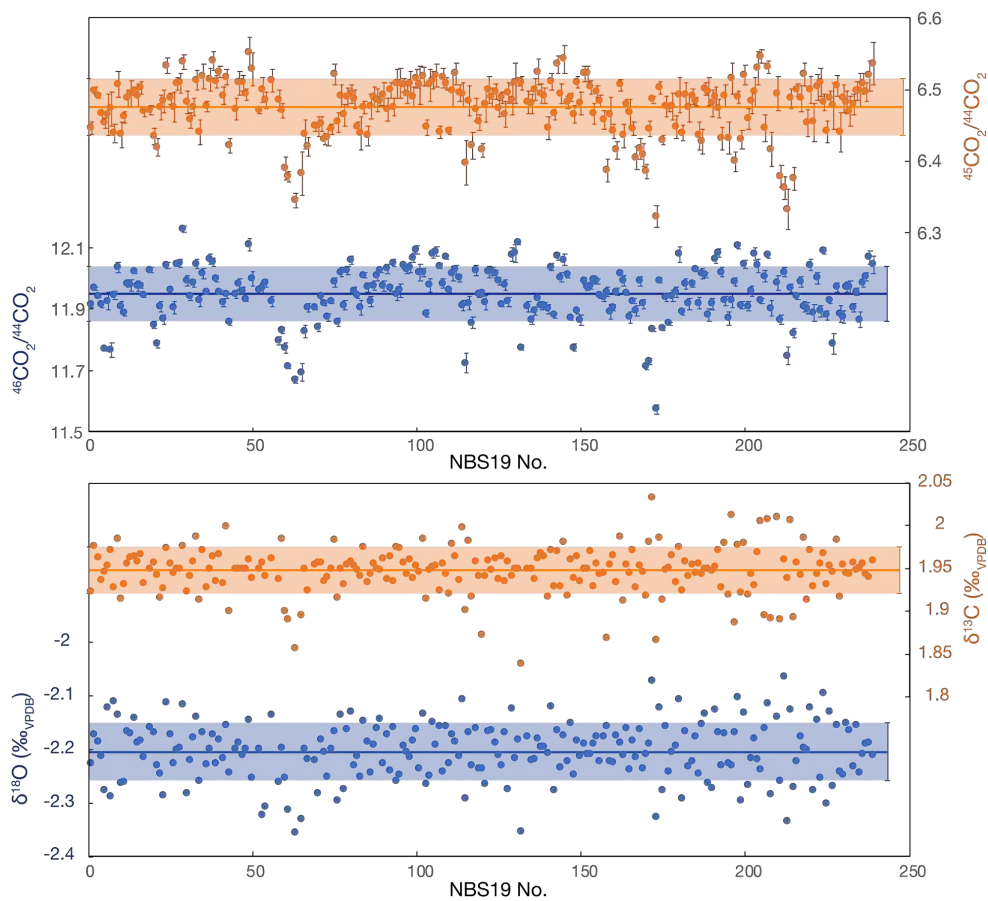 6.6
6.5
6.4
6.3
⁴⁵CO₂/⁴⁴CO₂
12.1
11.9
11.7
11.5
⁴⁶CO₂/⁴⁴CO₂
0 50 100 150 200 250
NBS19 No.
2.05
2
1.95
1.9
1.85
1.8
δ¹³C (‰VPDB)
-2
-2.1
-2.2
-2.3
-2.4
δ¹⁸O (‰VPDB)
0 50 100 150 200 250
NBS19 No.